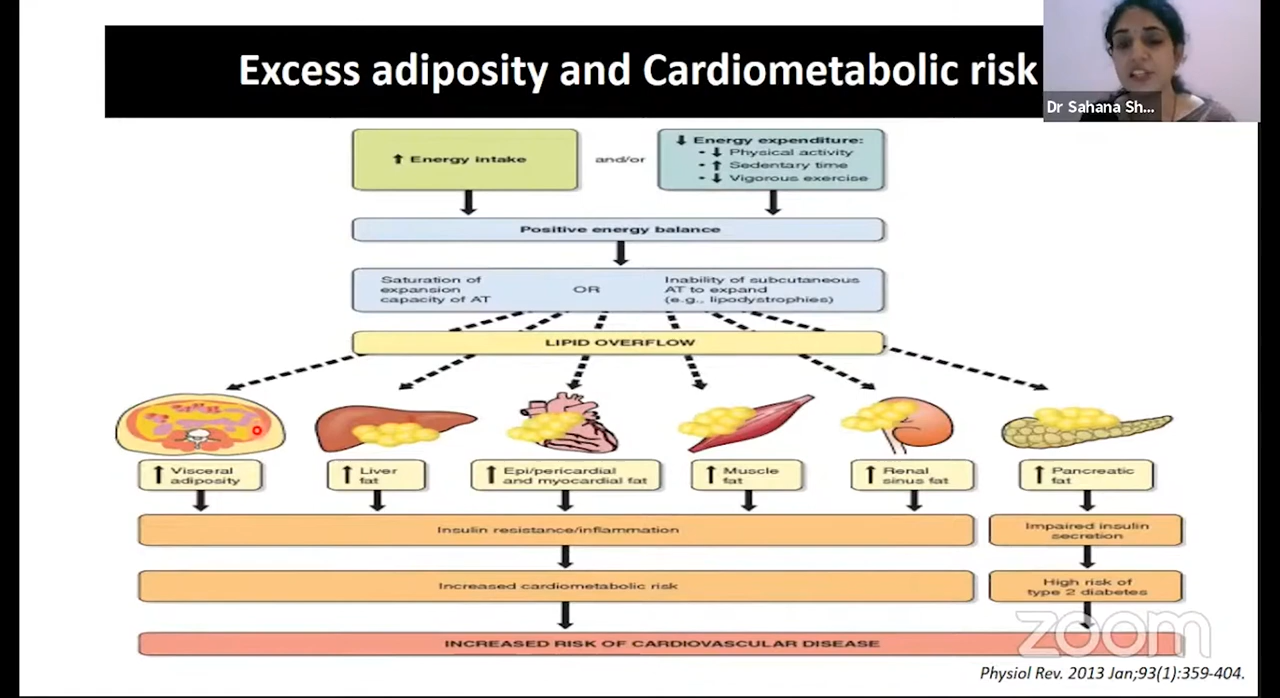 Excess adiposity and Cardiometabolic risk
Dr Sahana Sh...
↑ Energy intake
and/or
↓ Energy expenditure:
• ↓ Physical activity
• ↑ Sedentary time
• ↓ Vigorous exercise
Positive energy balance
Saturation of
expansion
capacity of AT
OR
Inability of subcutaneous
AT to expand
(e.g., lipodystrophies)
LIPID OVERFLOW
↑ Visceral
adiposity
↑ Liver
fat
↑ Epi/pericardial
and myocardial fat
↑ Muscle
fat
↑ Renal
sinus fat
↑ Pancreatic
fat
Insulin resistance/inflammation
Impaired insulin
secretion
Increased cardiometabolic risk
High risk of
type 2 diabetes
INCREASED RISK OF CARDIOVASCULAR DISEASE
zoom
Physiol Rev. 2013 Jan;93(1):359-404.